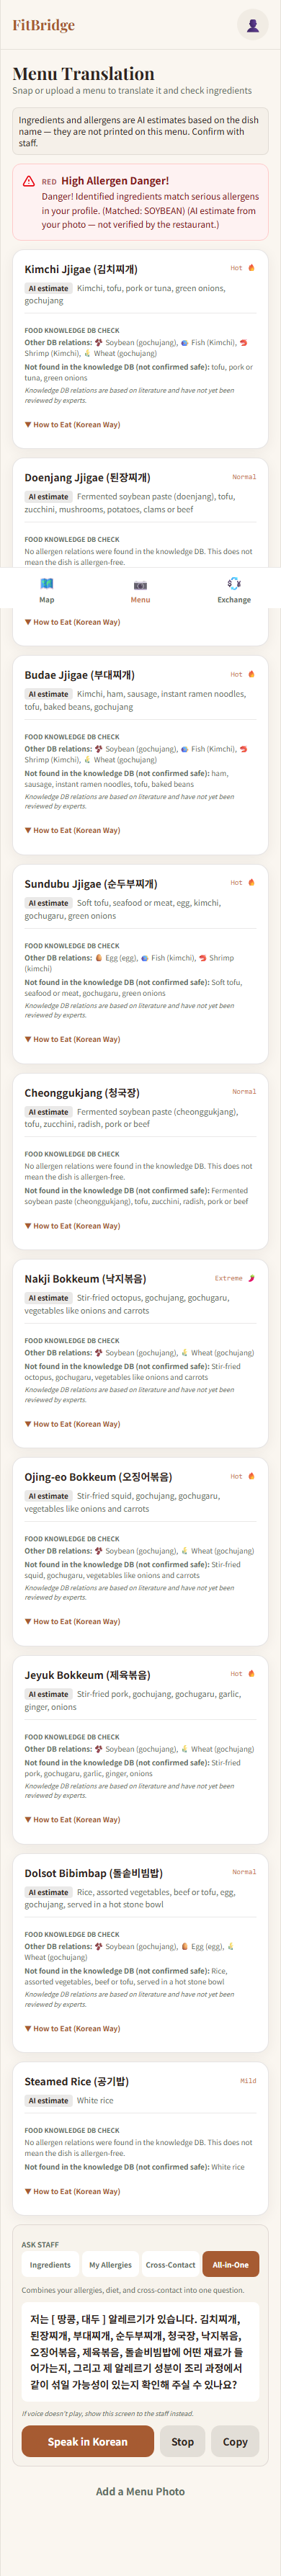 FitBridge
Menu Translation
Snap or upload a menu to translate it and check ingredients
Ingredients and allergens are AI estimates based on the dish
name — they are not printed on this menu. Confirm with
staff.
RED High Allergen Danger!
Danger! Identified ingredients match serious allergens
in your profile. (Matched: SOYBEAN) (AI estimate from
your photo — not verified by the restaurant.)
Kimchi Jjigae (김치찌개) Hot
AI estimate Kimchi, tofu, pork or tuna, green onions,
gochujang
FOOD KNOWLEDGE DB CHECK
Other DB relations: Soybean (gochujang), Fish (Kimchi),
Shrimp (Kimchi), Wheat (gochujang)
Not found in the knowledge DB (not confirmed safe): tofu, pork or
tuna, green onions
Knowledge DB relations are based on literature and have not yet been
reviewed by experts.
▼ How to Eat (Korean Way)
Doenjang Jjigae (된장찌개) Normal
AI estimate Fermented soybean paste (doenjang), tofu,
zucchini, mushrooms, potatoes, clams or beef
FOOD KNOWLEDGE DB CHECK
No allergen relations were found in the knowledge DB. This does not
mean the dish is allergen-free.
Map Menu Exchange
▼ How to Eat (Korean Way)
Budae Jjigae (부대찌개) Hot
AI estimate Kimchi, ham, sausage, instant ramen noodles,
tofu, baked beans, gochujang
FOOD KNOWLEDGE DB CHECK
Other DB relations: Soybean (gochujang), Fish (Kimchi),
Shrimp (Kimchi), Wheat (gochujang)
Not found in the knowledge DB (not confirmed safe): ham,
sausage, instant ramen noodles, tofu, baked beans
Knowledge DB relations are based on literature and have not yet been
reviewed by experts.
▼ How to Eat (Korean Way)
Sundubu Jjigae (순두부찌개) Hot
AI estimate Soft tofu, seafood or meat, egg, kimchi,
gochugaru, green onions
FOOD KNOWLEDGE DB CHECK
Other DB relations: Egg (egg), Fish (kimchi), Shrimp
(kimchi)
Not found in the knowledge DB (not confirmed safe): Soft tofu,
seafood or meat, gochugaru, green onions
Knowledge DB relations are based on literature and have not yet been
reviewed by experts.
▼ How to Eat (Korean Way)
Cheonggukjang (청국장) Normal
AI estimate Fermented soybean paste (cheonggukjang),
tofu, zucchini, radish, pork or beef
FOOD KNOWLEDGE DB CHECK
No allergen relations were found in the knowledge DB. This does not
mean the dish is allergen-free.
Not found in the knowledge DB (not confirmed safe): Fermented
soybean paste (cheonggukjang), tofu, zucchini, radish, pork or beef
▼ How to Eat (Korean Way)
Nakji Bokkeum (낙지볶음) Extreme
AI estimate Stir-fried octopus, gochujang, gochugaru,
vegetables like onions and carrots
FOOD KNOWLEDGE DB CHECK
Other DB relations: Soybean (gochujang), Wheat (gochujang)
Not found in the knowledge DB (not confirmed safe): Stir-fried
octopus, gochugaru, vegetables like onions and carrots
Knowledge DB relations are based on literature and have not yet been
reviewed by experts.
▼ How to Eat (Korean Way)
Ojing-eo Bokkeum (오징어볶음) Hot
AI estimate Stir-fried squid, gochujang, gochugaru,
vegetables like onions and carrots
FOOD KNOWLEDGE DB CHECK
Other DB relations: Soybean (gochujang), Wheat (gochujang)
Not found in the knowledge DB (not confirmed safe): Stir-fried
squid, gochugaru, vegetables like onions and carrots
Knowledge DB relations are based on literature and have not yet been
reviewed by experts.
▼ How to Eat (Korean Way)
Jeyuk Bokkeum (제육볶음) Hot
AI estimate Stir-fried pork, gochujang, gochugaru, garlic,
ginger, onions
FOOD KNOWLEDGE DB CHECK
Other DB relations: Soybean (gochujang), Wheat (gochujang)
Not found in the knowledge DB (not confirmed safe): Stir-fried
pork, gochugaru, garlic, ginger, onions
Knowledge DB relations are based on literature and have not yet been
reviewed by experts.
▼ How to Eat (Korean Way)
Dolsot Bibimbap (돌솥비빔밥) Normal
AI estimate Rice, assorted vegetables, beef or tofu, egg,
gochujang, served in a hot stone bowl
FOOD KNOWLEDGE DB CHECK
Other DB relations: Soybean (gochujang), Egg (egg),
Wheat (gochujang)
Not found in the knowledge DB (not confirmed safe): Rice,
assorted vegetables, beef or tofu, served in a hot stone bowl
Knowledge DB relations are based on literature and have not yet been
reviewed by experts.
▼ How to Eat (Korean Way)
Steamed Rice (공기밥) Mild
AI estimate White rice
FOOD KNOWLEDGE DB CHECK
No allergen relations were found in the knowledge DB. This does not
mean the dish is allergen-free.
Not found in the knowledge DB (not confirmed safe): White rice
▼ How to Eat (Korean Way)
ASK STAFF
Ingredients My Allergies Cross-Contact All-in-One
Combines your allergies, diet, and cross-contact into one question.
저는 [ 땅콩, 대두 ] 알레르기가 있습니다. 김치찌개,
된장찌개, 부대찌개, 순두부찌개, 청국장, 낙지볶음,
오징어볶음, 제육볶음, 돌솥비빔밥에 어떤 재료가 들
어가는지, 그리고 제 알레르기 성분이 조리 과정에서
같이 섞일 가능성이 있는지 확인해 주실 수 있나요?
If voice doesn't play, show this screen to the staff instead.
Speak in Korean Stop Copy
Add a Menu Photo